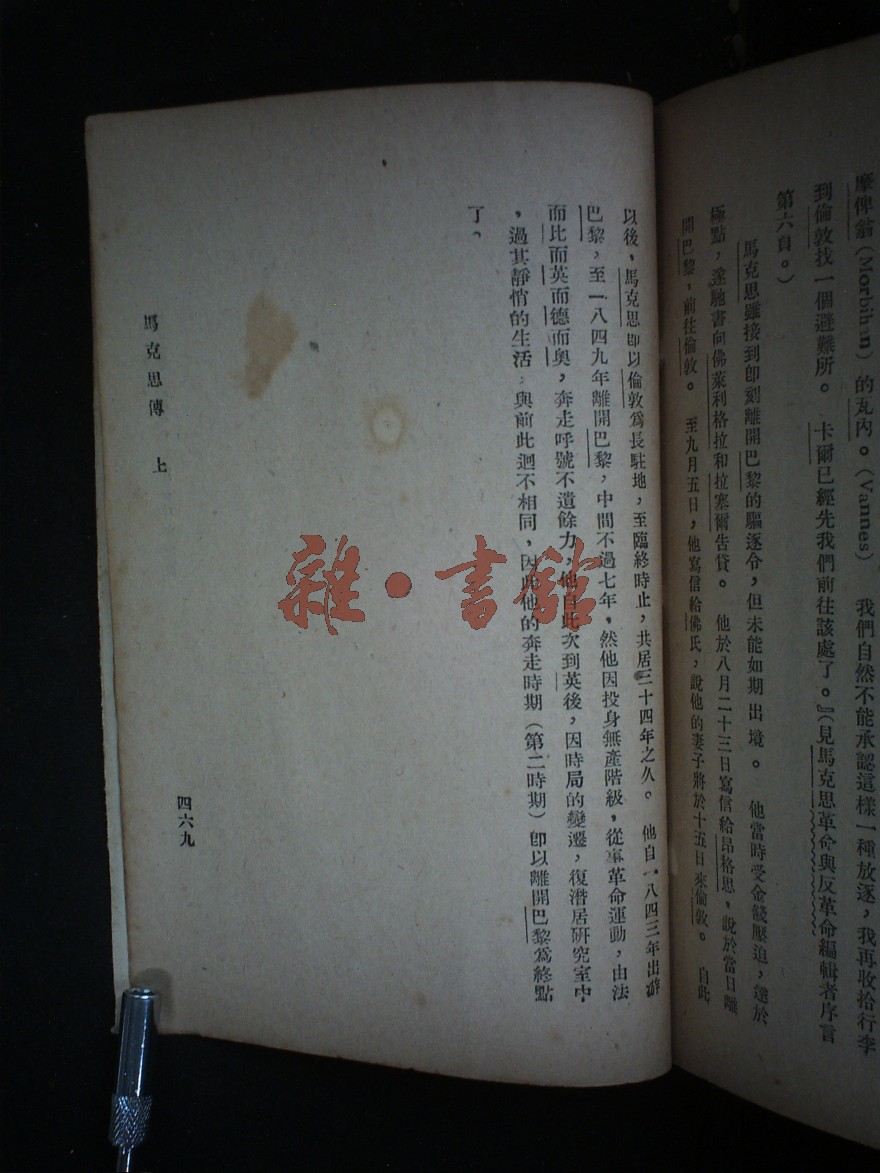 摩俾翁(Morbihan)的瓦內。(Vannes) 我們自然不能承認這樣一種放逐，我再收拾行李
到倫敦找一個避難所。 卡爾已經先我們前往該處了。』(見馬克思革命與反革命編輯者序言
第六頁。)
馬克思雖接到卽刻離開巴黎的驅逐令，但未能如期出境。 他當時受金錢壓迫，達於
極點，遂馳書向佛萊利格拉和拉塞爾告貸。 他於八月二十三日寫信給昂格思，說於當日離
開巴黎，前往倫敦。 至九月五日，他寫信給佛氏，說他的妻子將於十五日來倫敦。 自此
以後，馬克思卽以倫敦爲長駐地，至臨終時止，共居三十四年之久。 他自一八四三年出游
巴黎，至一八四九年離開巴黎，中間不過七年，然他因投身無產階級，從事革命運動，由法
而比而英而德而奧，奔走呼號不遺餘力，他自此次到英後，因時局的變遷，復潛居研究室中
，過其靜悄的生活，與前此迥不相同，因此他的奔走時期(第二時期)卽以離開巴黎爲終點
了。
馬克思傳 上
四六九
雜·書館